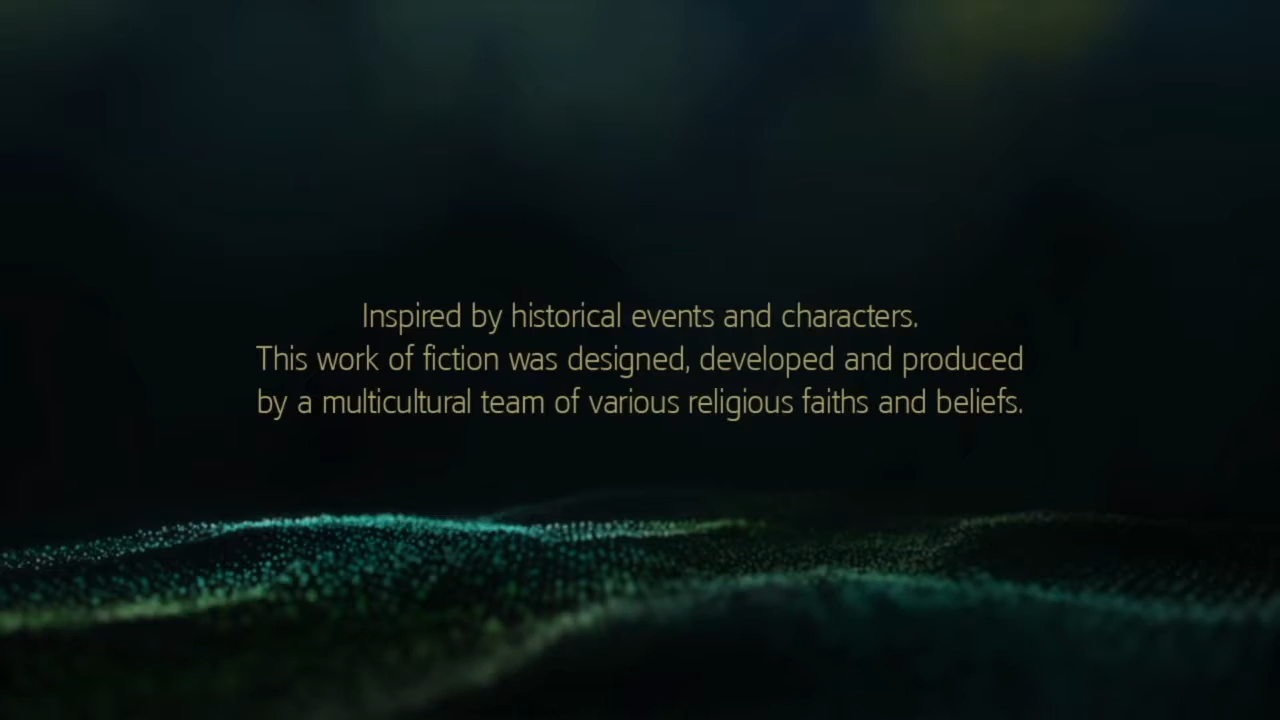 Inspired by historical events and characters.
This work of fiction was designed, developed and produced
by a multicultural team of various religious faiths and beliefs.